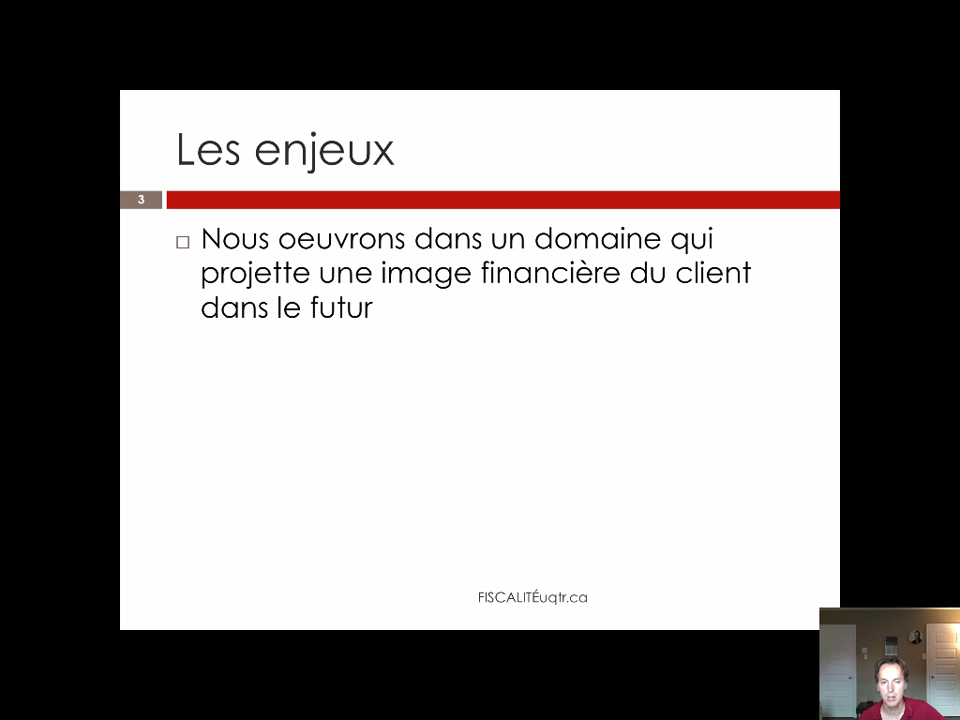 Les enjeux
3
Nous oeuvrons dans un domaine qui
projette une image financière du client
dans le futur
FISCALITÉuqtr.ca